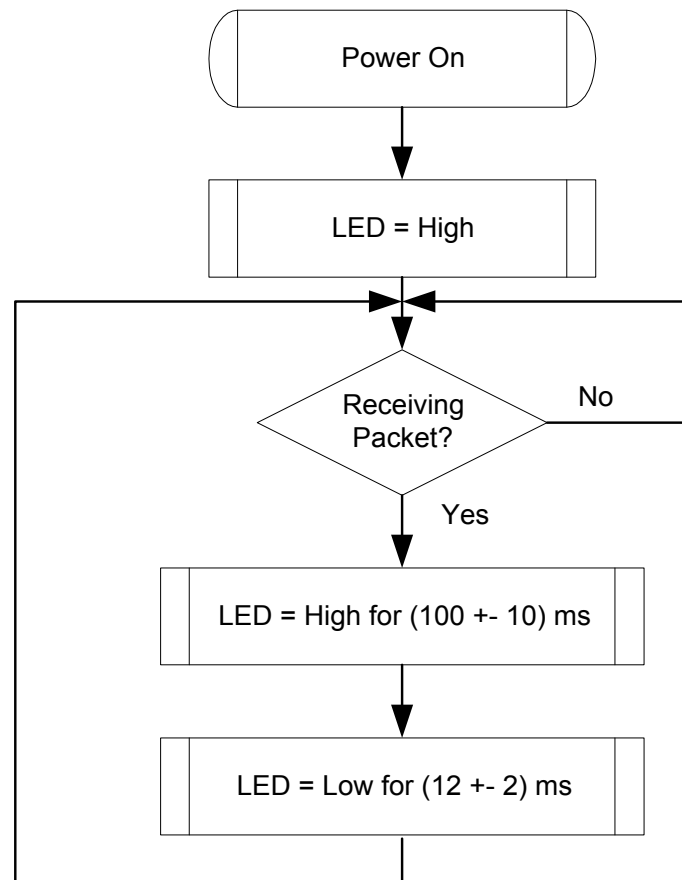 Power On
LED = High
Receiving
Packet?
No
Yes
LED = High for (100 +- 10) ms
LED = Low for (12 +- 2) ms